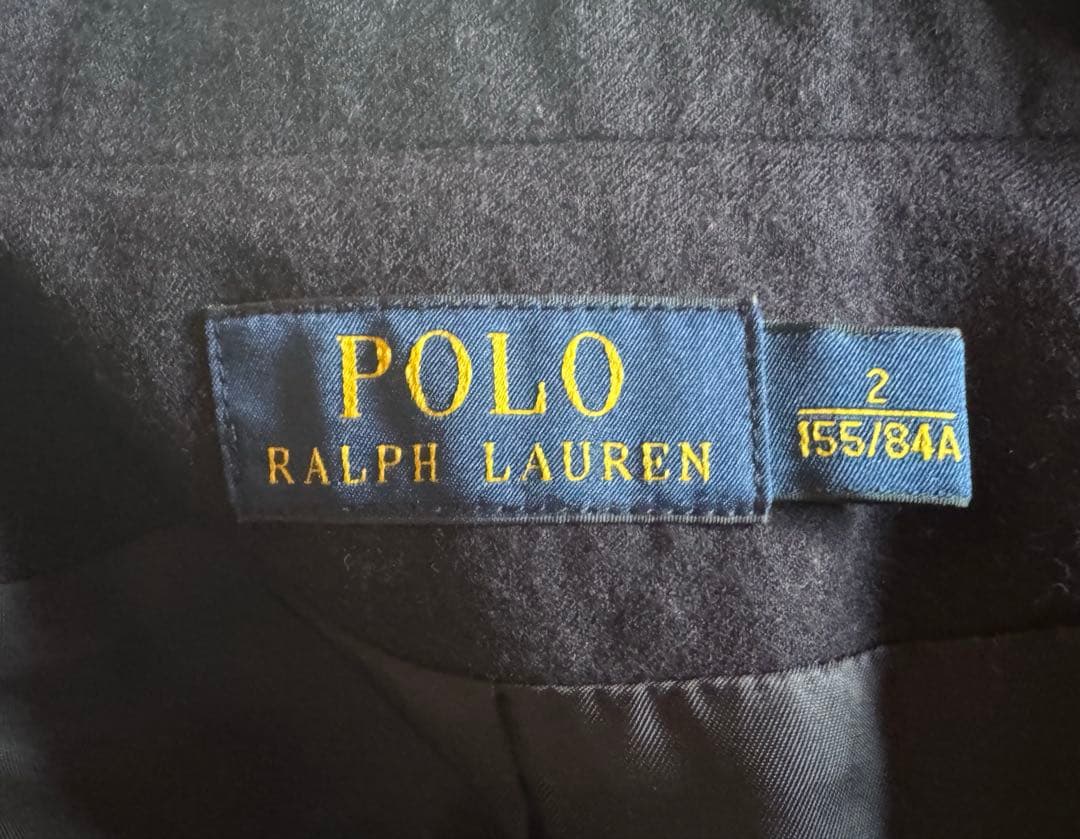 POLO
RALPH LAUREN
2
155/84A